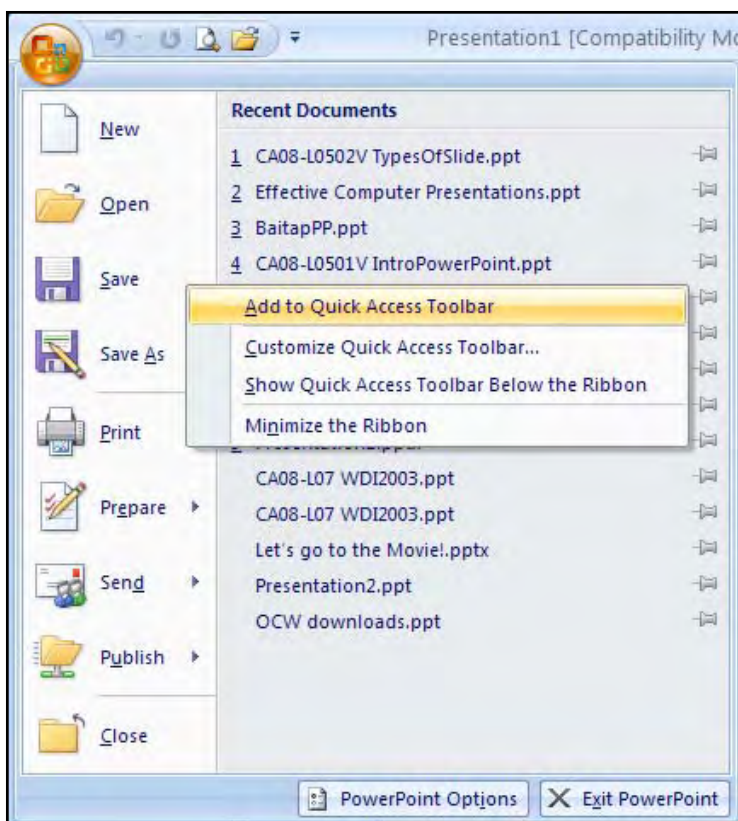 Presentation1 [Compatibility Mo
New
Open
Save
Save As
Print
Prepare
Send
Publish
Close
Recent Documents
1 CA08-L0502V TypesOfSlide.ppt
2 Effective Computer Presentations.ppt
3 BaitapPP.ppt
4 CA08-L0501V IntroPowerPoint.ppt
Add to Quick Access Toolbar
Customize Quick Access Toolbar...
Show Quick Access Toolbar Below the Ribbon
Minimize the Ribbon
CA08-L07 WDI2003.ppt
CA08-L07 WDI2003.ppt
Let's go to the Movie!.pptx
Presentation2.ppt
OCW downloads.ppt
PowerPoint Options
Exit PowerPoint